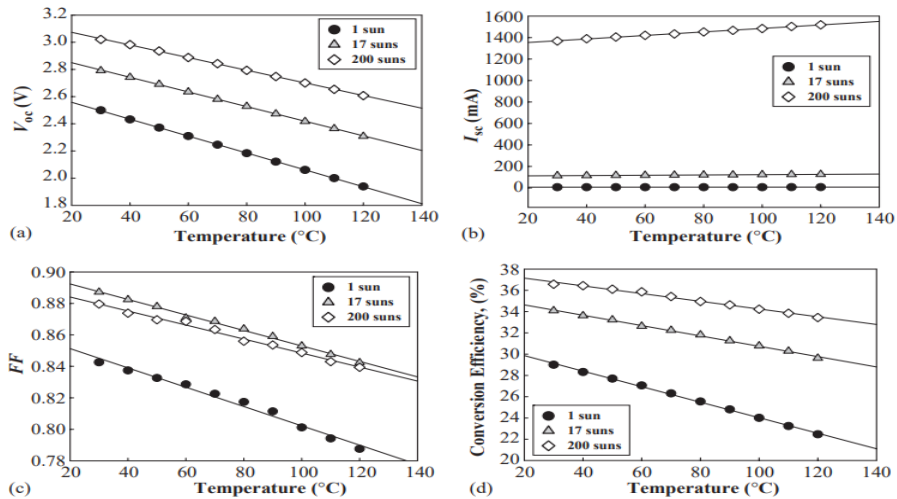 3.2
3.0
2.8
2.6
2.4
2.2
2.0
1.8
V_oc (V)
1 sun
17 suns
200 suns
20 40 60 80 100 120 140
(a) Temperature (°C)
1600
1400
1200
1000
800
600
400
200
0
I_sc (mA)
1 sun
17 suns
200 suns
20 40 60 80 100 120 140
(b) Temperature (°C)
0.90
0.88
0.86
0.84
0.82
0.80
0.78
FF
1 sun
17 suns
200 suns
20 40 60 80 100 120 140
(c) Temperature (°C)
38
36
34
32
30
28
26
24
22
20
Conversion Efficiency, (%)
1 sun
17 suns
200 suns
20 40 60 80 100 120 140
(d) Temperature (°C)